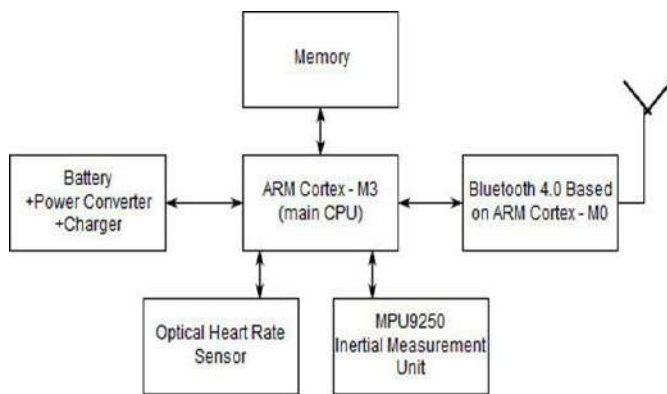 Memory
Battery
+Power Converter
+Charger
ARM Cortex - M3
(main CPU)
Bluetooth 4.0 Based
on ARM Cortex - M0
Optical Heart Rate
Sensor
MPU9250
Inertial Measurement
Unit